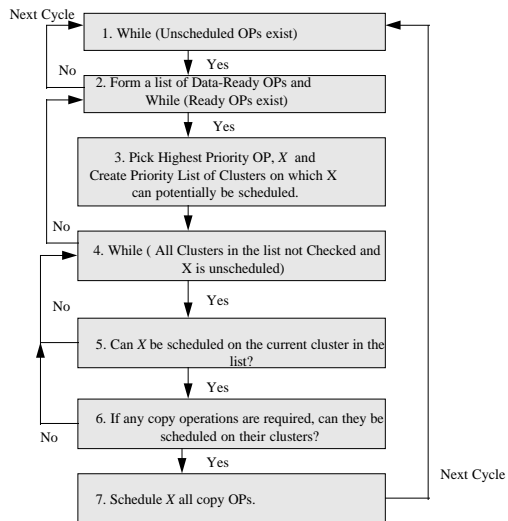 Next Cycle
1. While (Unscheduled OPs exist)
No
Yes
2. Form a list of Data-Ready OPs and
While (Ready OPs exist)
Yes
3. Pick Highest Priority OP, X and
Create Priority List of Clusters on which X
can potentially be scheduled.
No
4. While ( All Clusters in the list not Checked and
X is unscheduled)
No
Yes
5. Can X be scheduled on the current cluster in the
list?
Yes
6. If any copy operations are required, can they be
scheduled on their clusters?
No
Yes
Next Cycle
7. Schedule X all copy OPs.